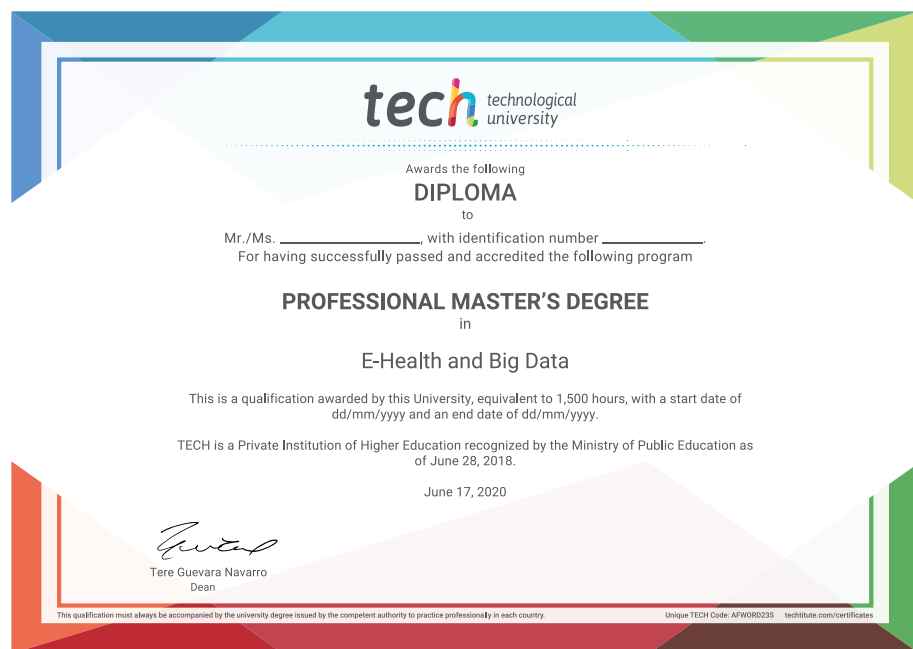 tech technological
university
Awards the following
DIPLOMA
to
Mr./Ms. ____________________, with identification number ______________.
For having successfully passed and accredited the following program
PROFESSIONAL MASTER'S DEGREE
in
E-Health and Big Data
This is a qualification awarded by this University, equivalent to 1,500 hours, with a start date of
dd/mm/yyyy and an end date of dd/mm/yyyy.
TECH is a Private Institution of Higher Education recognized by the Ministry of Public Education as
of June 28, 2018.
June 17, 2020
Tere Guevara Navarro
Dean
This qualification must always be accompanied by the university degree issued by the competent authority to practice professionally in each country. Unique TECH Code: AFWORD23S techtitute.com/certificates